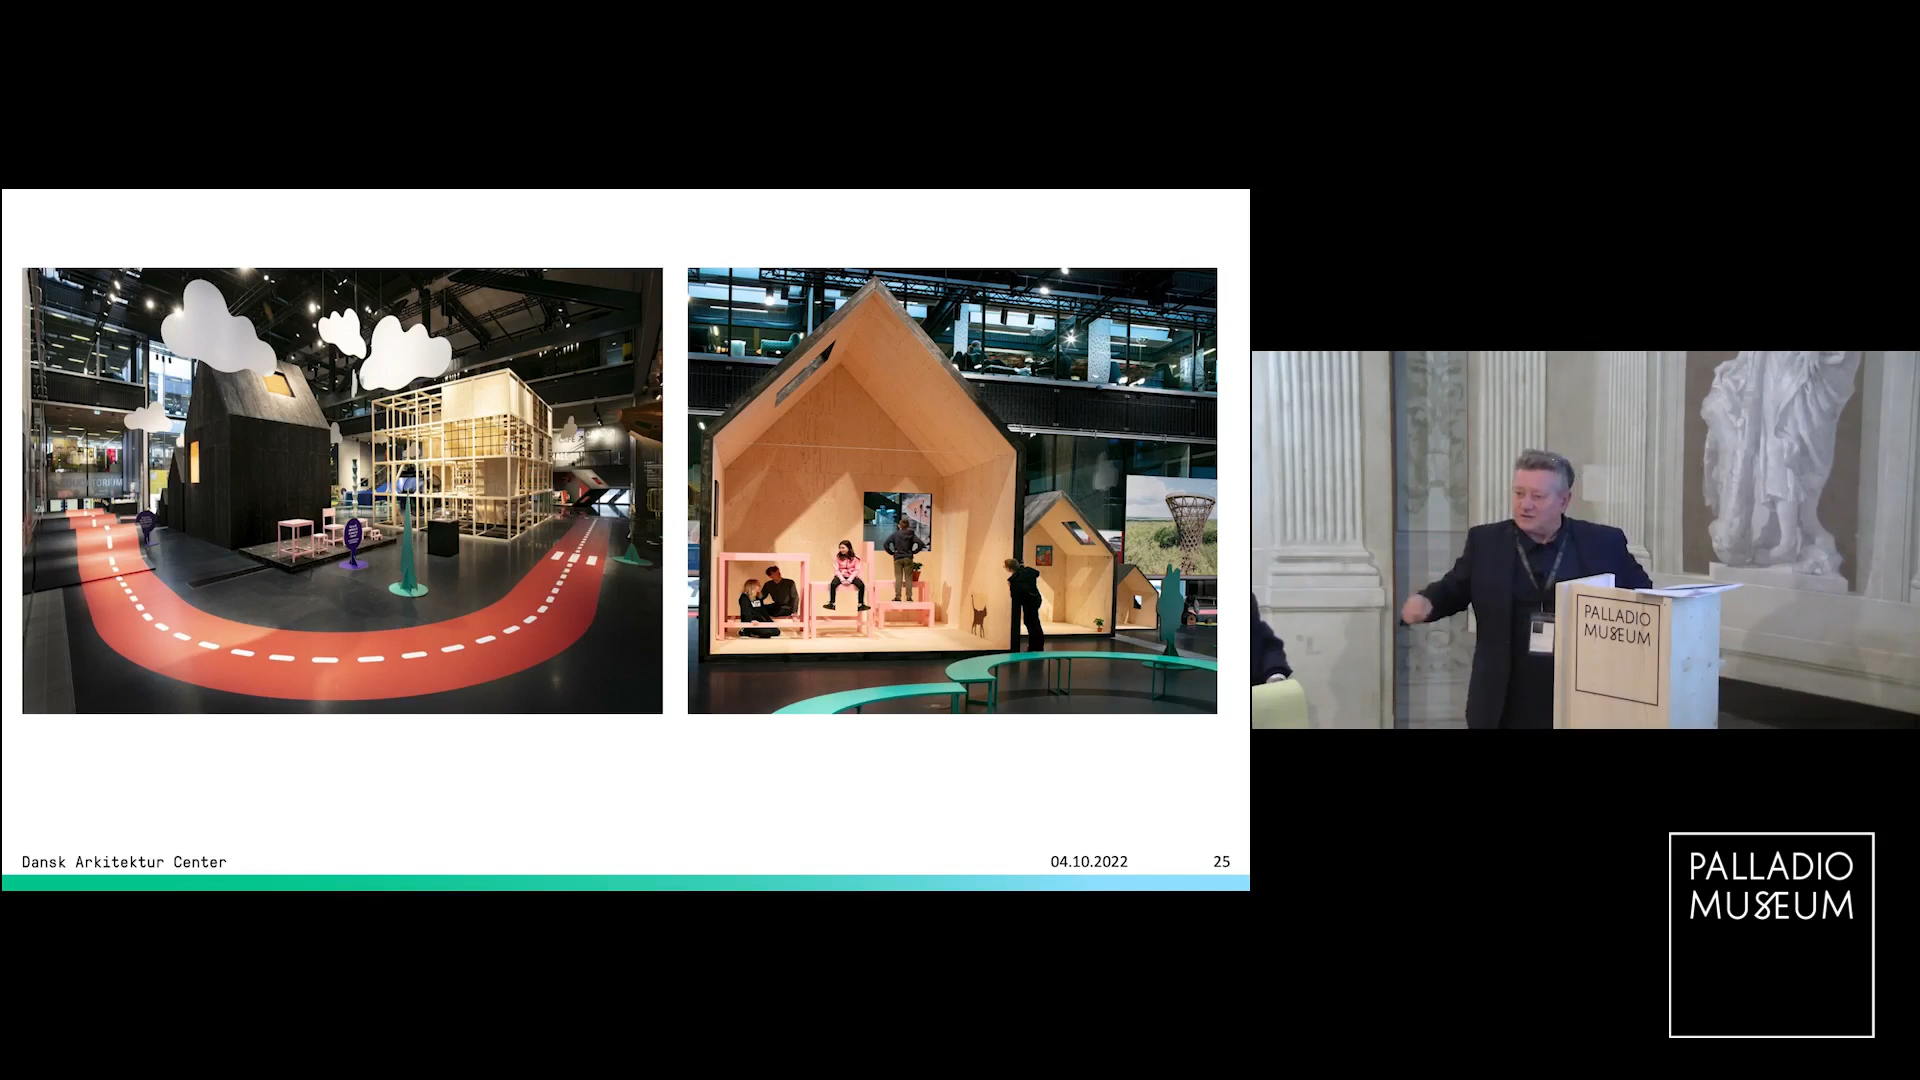 Dansk Arkitektur Center
04.10.2022
25
PALLADIO
MUSEUM
PALLADIO
MUSEUM